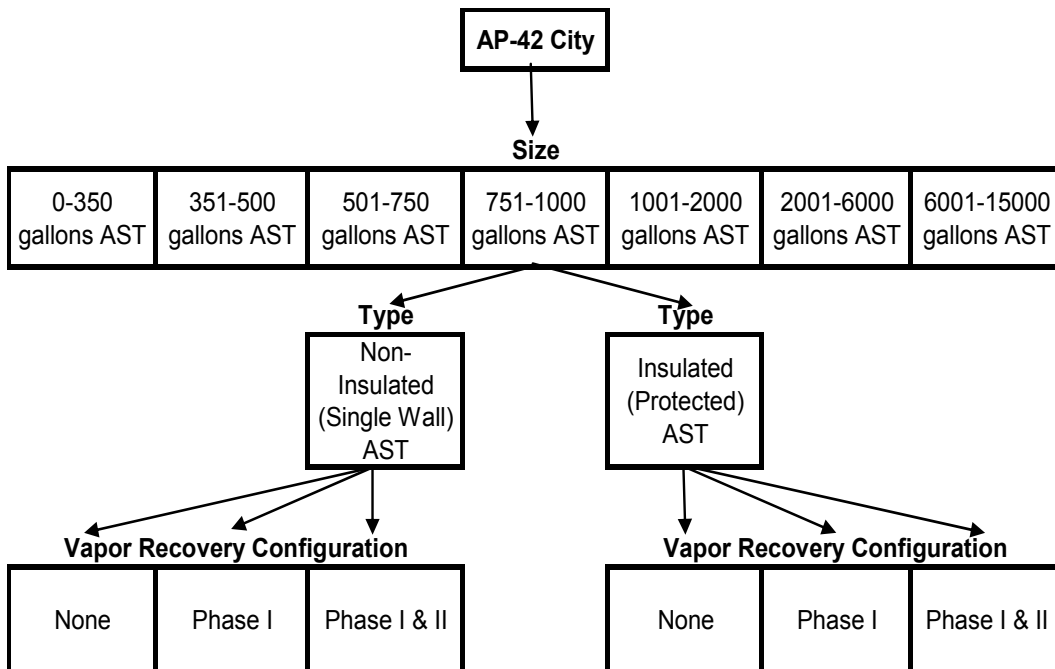 AP-42 City
Size
0-350
gallons AST
351-500
gallons AST
501-750
gallons AST
751-1000
gallons AST
1001-2000
gallons AST
2001-6000
gallons AST
6001-15000
gallons AST
Type
Non-
Insulated
(Single Wall)
AST
Type
Insulated
(Protected)
AST
Vapor Recovery Configuration
None
Phase I
Phase I & II
Vapor Recovery Configuration
None
Phase I
Phase I & II